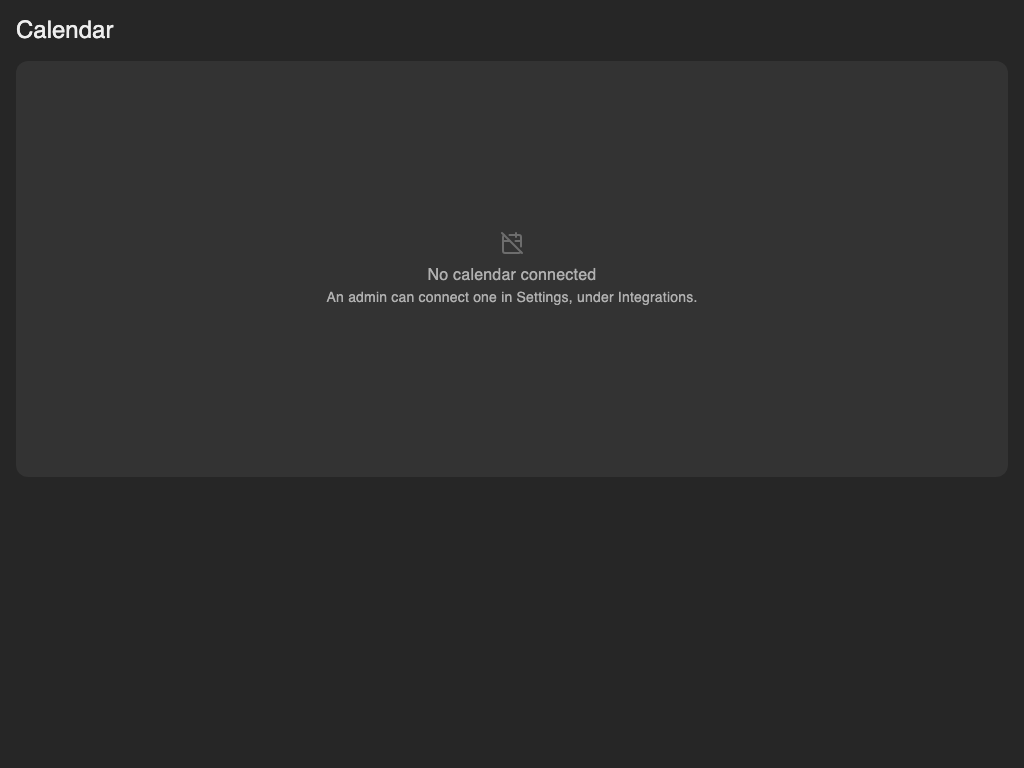 Calendar
No calendar connected
An admin can connect one in Settings, under Integrations.